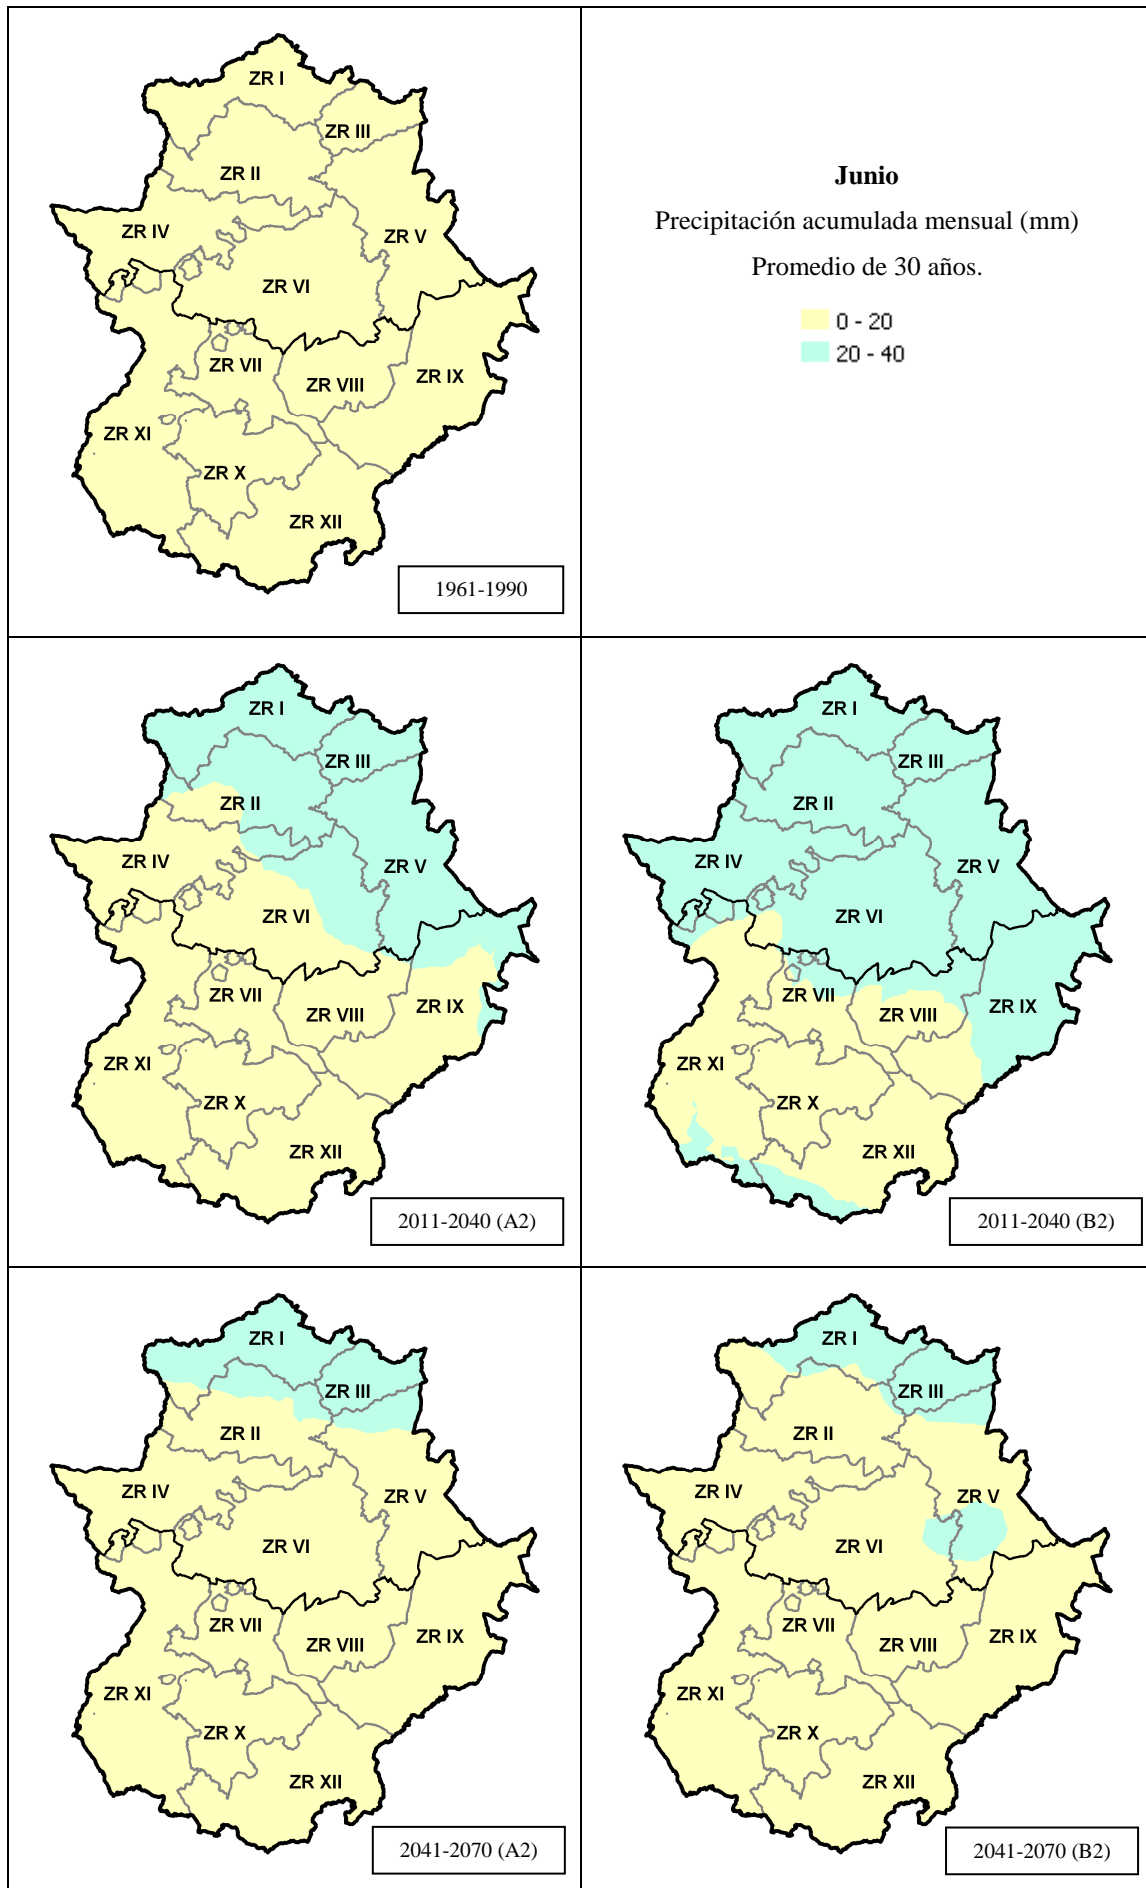 ZR I
ZR III
ZR II
ZR IV
ZR V
ZR VI
ZR VII
ZR VIII
ZR IX
ZR XI
ZR X
ZR XII
1961-1990
Junio
Precipitación acumulada mensual (mm)
Promedio de 30 años.
0 - 20
20 - 40
ZR I
ZR III
ZR II
ZR IV
ZR V
ZR VI
ZR VII
ZR VIII
ZR IX
ZR XI
ZR X
ZR XII
2011-2040 (A2)
ZR I
ZR III
ZR II
ZR IV
ZR V
ZR VI
ZR VII
ZR VIII
ZR IX
ZR XI
ZR X
ZR XII
2011-2040 (B2)
ZR I
ZR III
ZR II
ZR IV
ZR V
ZR VI
ZR VII
ZR VIII
ZR IX
ZR XI
ZR X
ZR XII
2041-2070 (A2)
ZR I
ZR III
ZR II
ZR IV
ZR V
ZR VI
ZR VII
ZR VIII
ZR IX
ZR XI
ZR X
ZR XII
2041-2070 (B2)